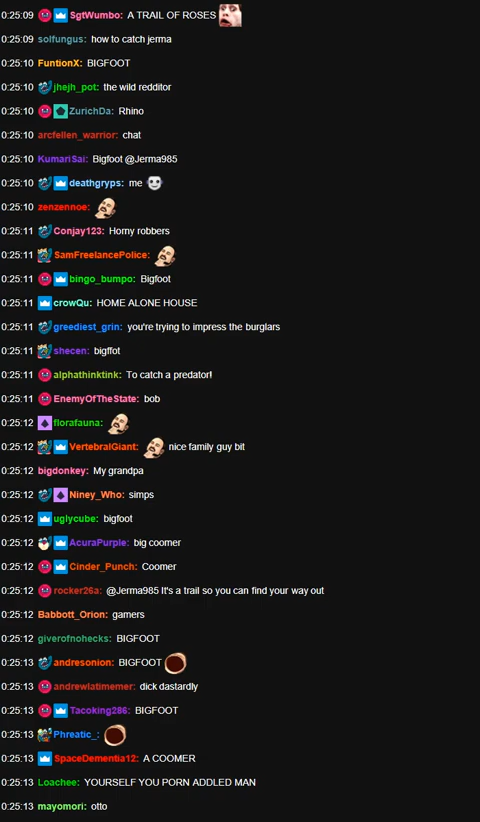 0:25:09 SgtWumbo: A TRAIL OF ROSES
0:25:09 solfungus: how to catch jerma
0:25:10 FuntionX: BIGFOOT
0:25:10 jhejh_pot: the wild redditor
0:25:10 ZurichDa: Rhino
0:25:10 arcfellen_warrior: chat
0:25:10 KumariSai: Bigfoot @Jerma985
0:25:10 deathgryps: me
0:25:10 zenzennoe:
0:25:11 Conjay123: Horny robbers
0:25:11 SamFreelancePolice:
0:25:11 bingo_bumpo: Bigfoot
0:25:11 crowQu: HOME ALONE HOUSE
0:25:11 greediest_grin: you're trying to impress the burglars
0:25:11 shecen: bigffot
0:25:11 alphathinktink: To catch a predator!
0:25:11 EnemyOfTheState: bob
0:25:12 florafauna:
0:25:12 VertebralGiant: nice family guy bit
0:25:12 bigdonkey: My grandpa
0:25:12 Niney_Who: simps
0:25:12 uglycube: bigfoot
0:25:12 AcuraPurple: big coomer
0:25:12 Cinder_Punch: Coomer
0:25:12 rocker26a: @Jerma985 It's a trail so you can find your way out
0:25:12 Babbott_Orion: gamers
0:25:12 giverofnohecks: BIGFOOT
0:25:13 andresonion: BIGFOOT
0:25:13 andrewlatimemer: dick dastardly
0:25:13 Tacoking286: BIGFOOT
0:25:13 Phreatic_:
0:25:13 SpaceDementia12: A COOMER
0:25:13 Loachee: YOURSELF YOU PORN ADDLED MAN
0:25:13 mayomori: otto